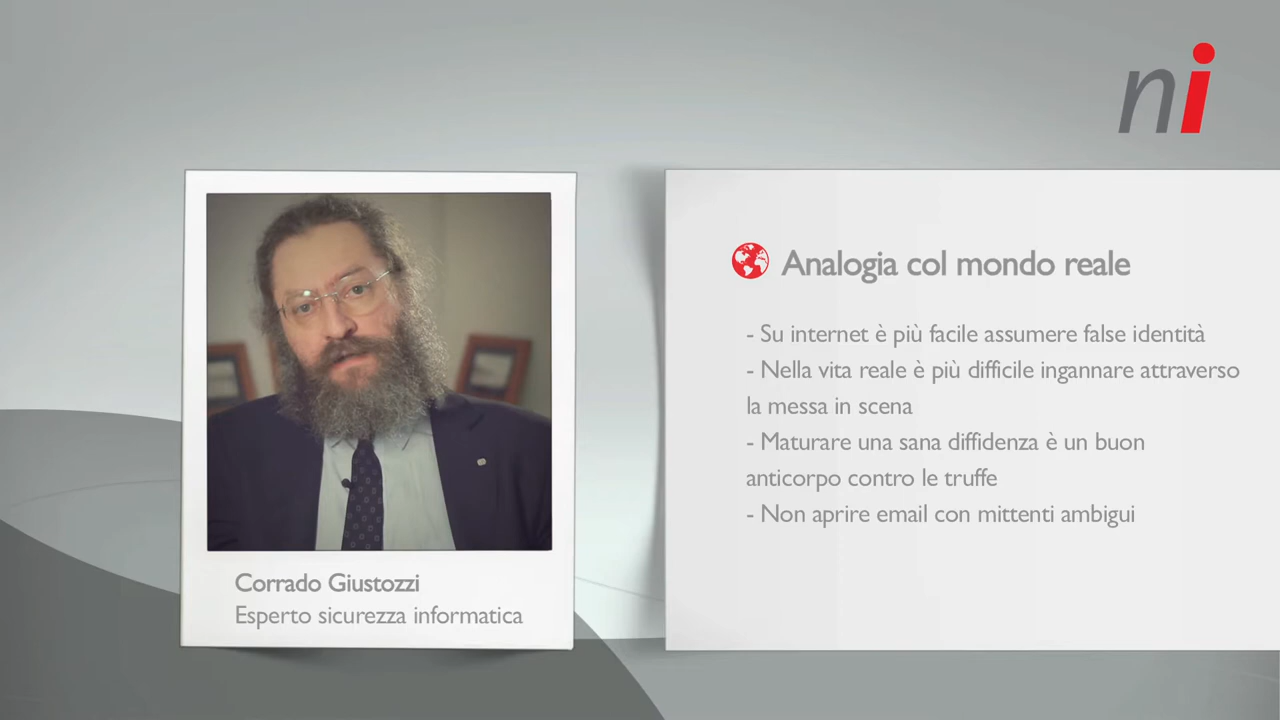 ni
Corrado Giustozzi
Esperto sicurezza informatica
Analogia col mondo reale
- Su internet è più facile assumere false identità
- Nella vita reale è più difficile ingannare attraverso
la messa in scena
- Maturare una sana diffidenza è un buon
anticorpo contro le truffe
- Non aprire email con mittenti ambigui